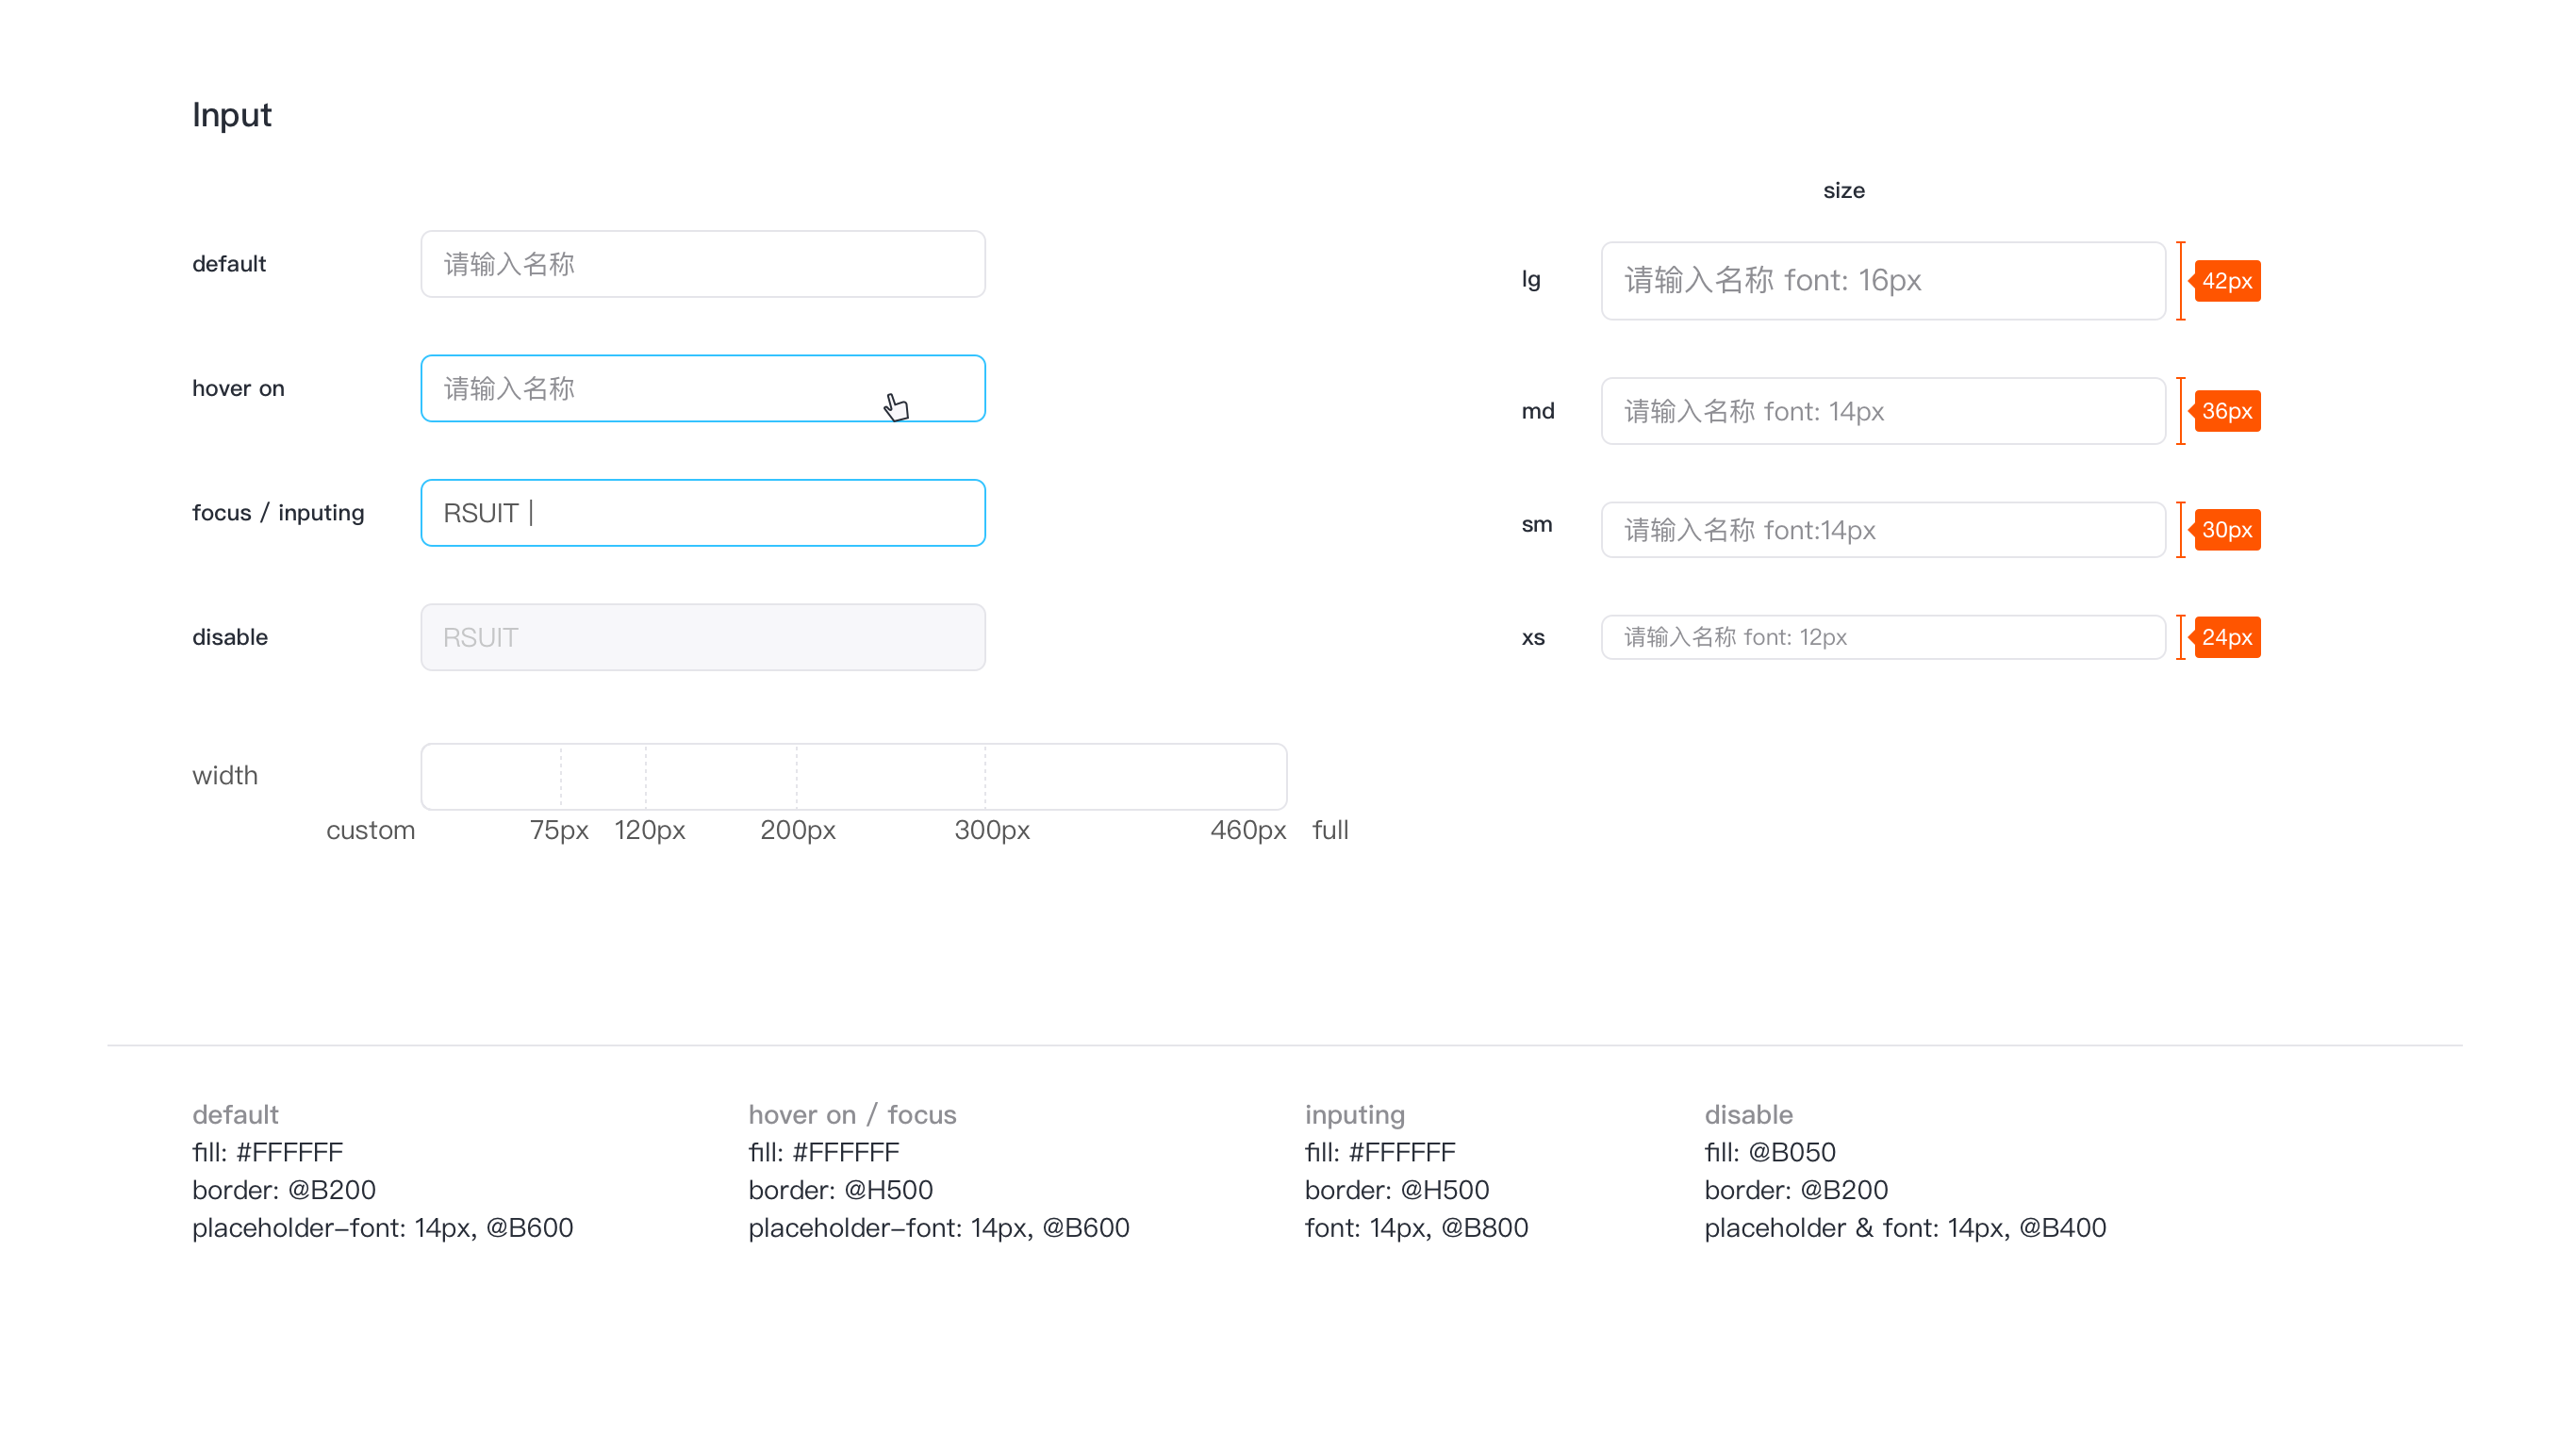 Input
default
请输入名称
hover on
请输入名称
focus / inputing
RSUIT |
disable
RSUIT
width
custom 75px 120px 200px 300px 460px full
size
lg
请输入名称 font: 16px
42px
md
请输入名称 font: 14px
36px
sm
请输入名称 font:14px
30px
xs
请输入名称 font: 12px
24px
default
fill: #FFFFFF
border: @B200
placeholder-font: 14px, @B600
hover on / focus
fill: #FFFFFF
border: @H500
placeholder-font: 14px, @B600
inputing
fill: #FFFFFF
border: @H500
font: 14px, @B800
disable
fill: @B050
border: @B200
placeholder & font: 14px, @B400